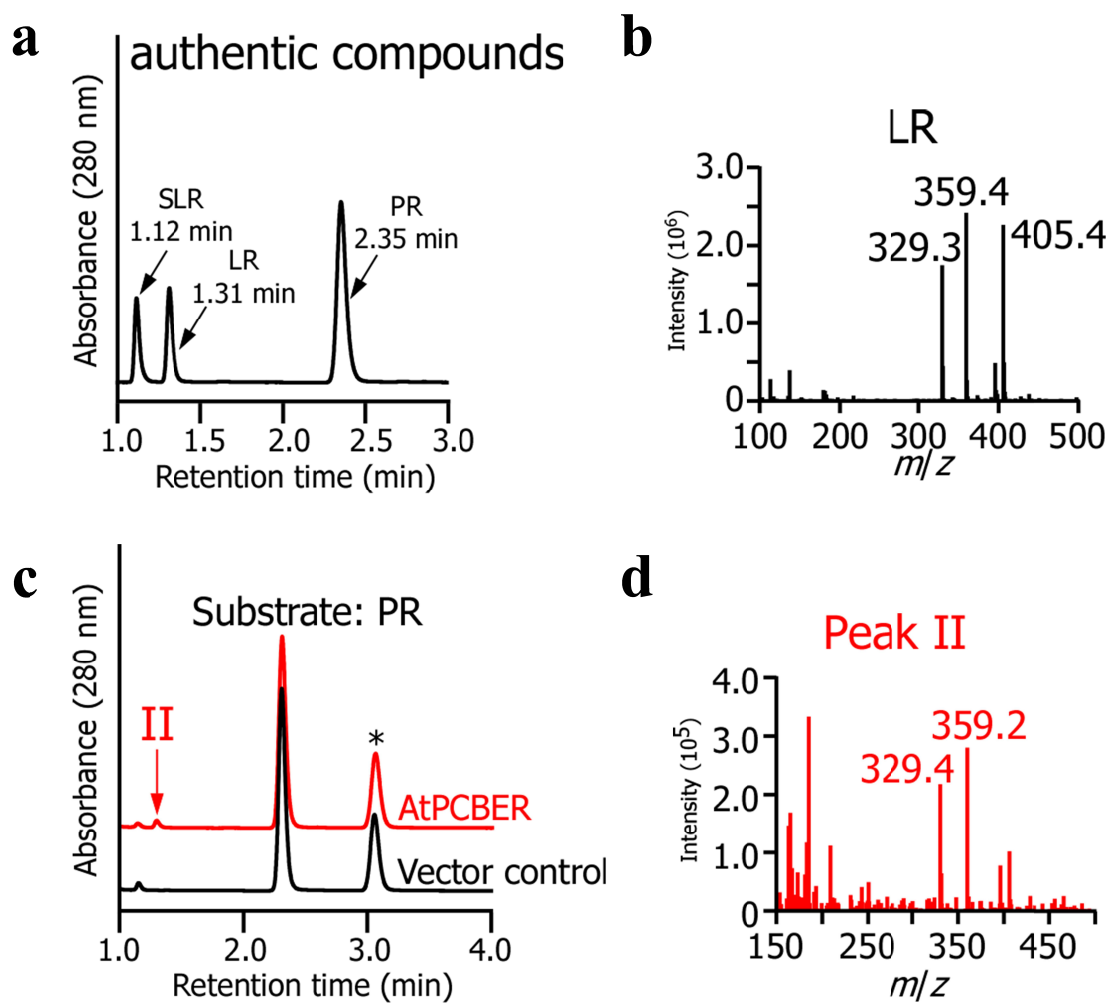 a
authentic compounds
Absorbance (280 nm)
SLR
1.12 min
LR
1.31 min
PR
2.35 min
1.0 1.5 2.0 2.5 3.0
Retention time (min)
b
LR
Intensity (10⁶)
3.0
2.0
1.0
0
359.4
329.3
405.4
100 200 300 400 500
m/z
c
Substrate: PR
Absorbance (280 nm)
II
*
AtPCBER
Vector control
1.0 2.0 3.0 4.0
Retention time (min)
d
Peak II
Intensity (10⁵)
4.0
3.0
2.0
1.0
0
359.2
329.4
150 250 350 450
m/z